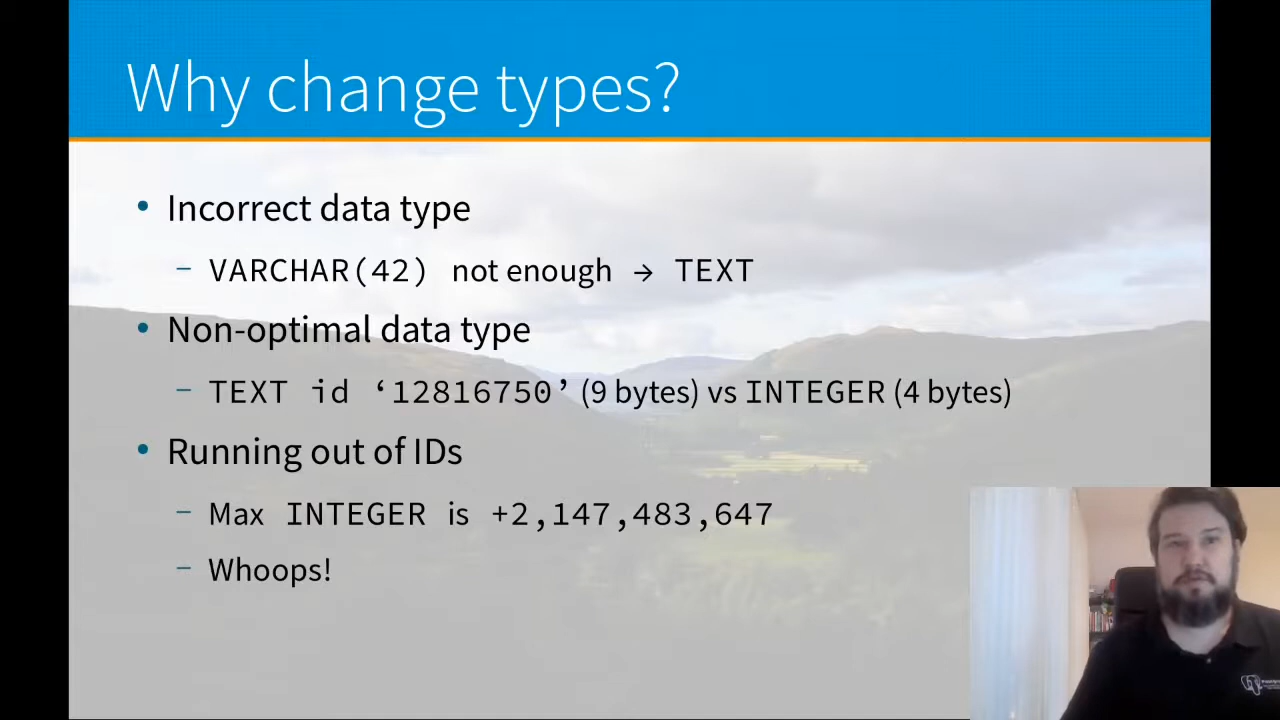 Why change types?
• Incorrect data type
– VARCHAR(42) not enough → TEXT
• Non-optimal data type
– TEXT id ‘12816750’ (9 bytes) vs INTEGER (4 bytes)
• Running out of IDs
– Max INTEGER is +2,147,483,647
– Whoops!